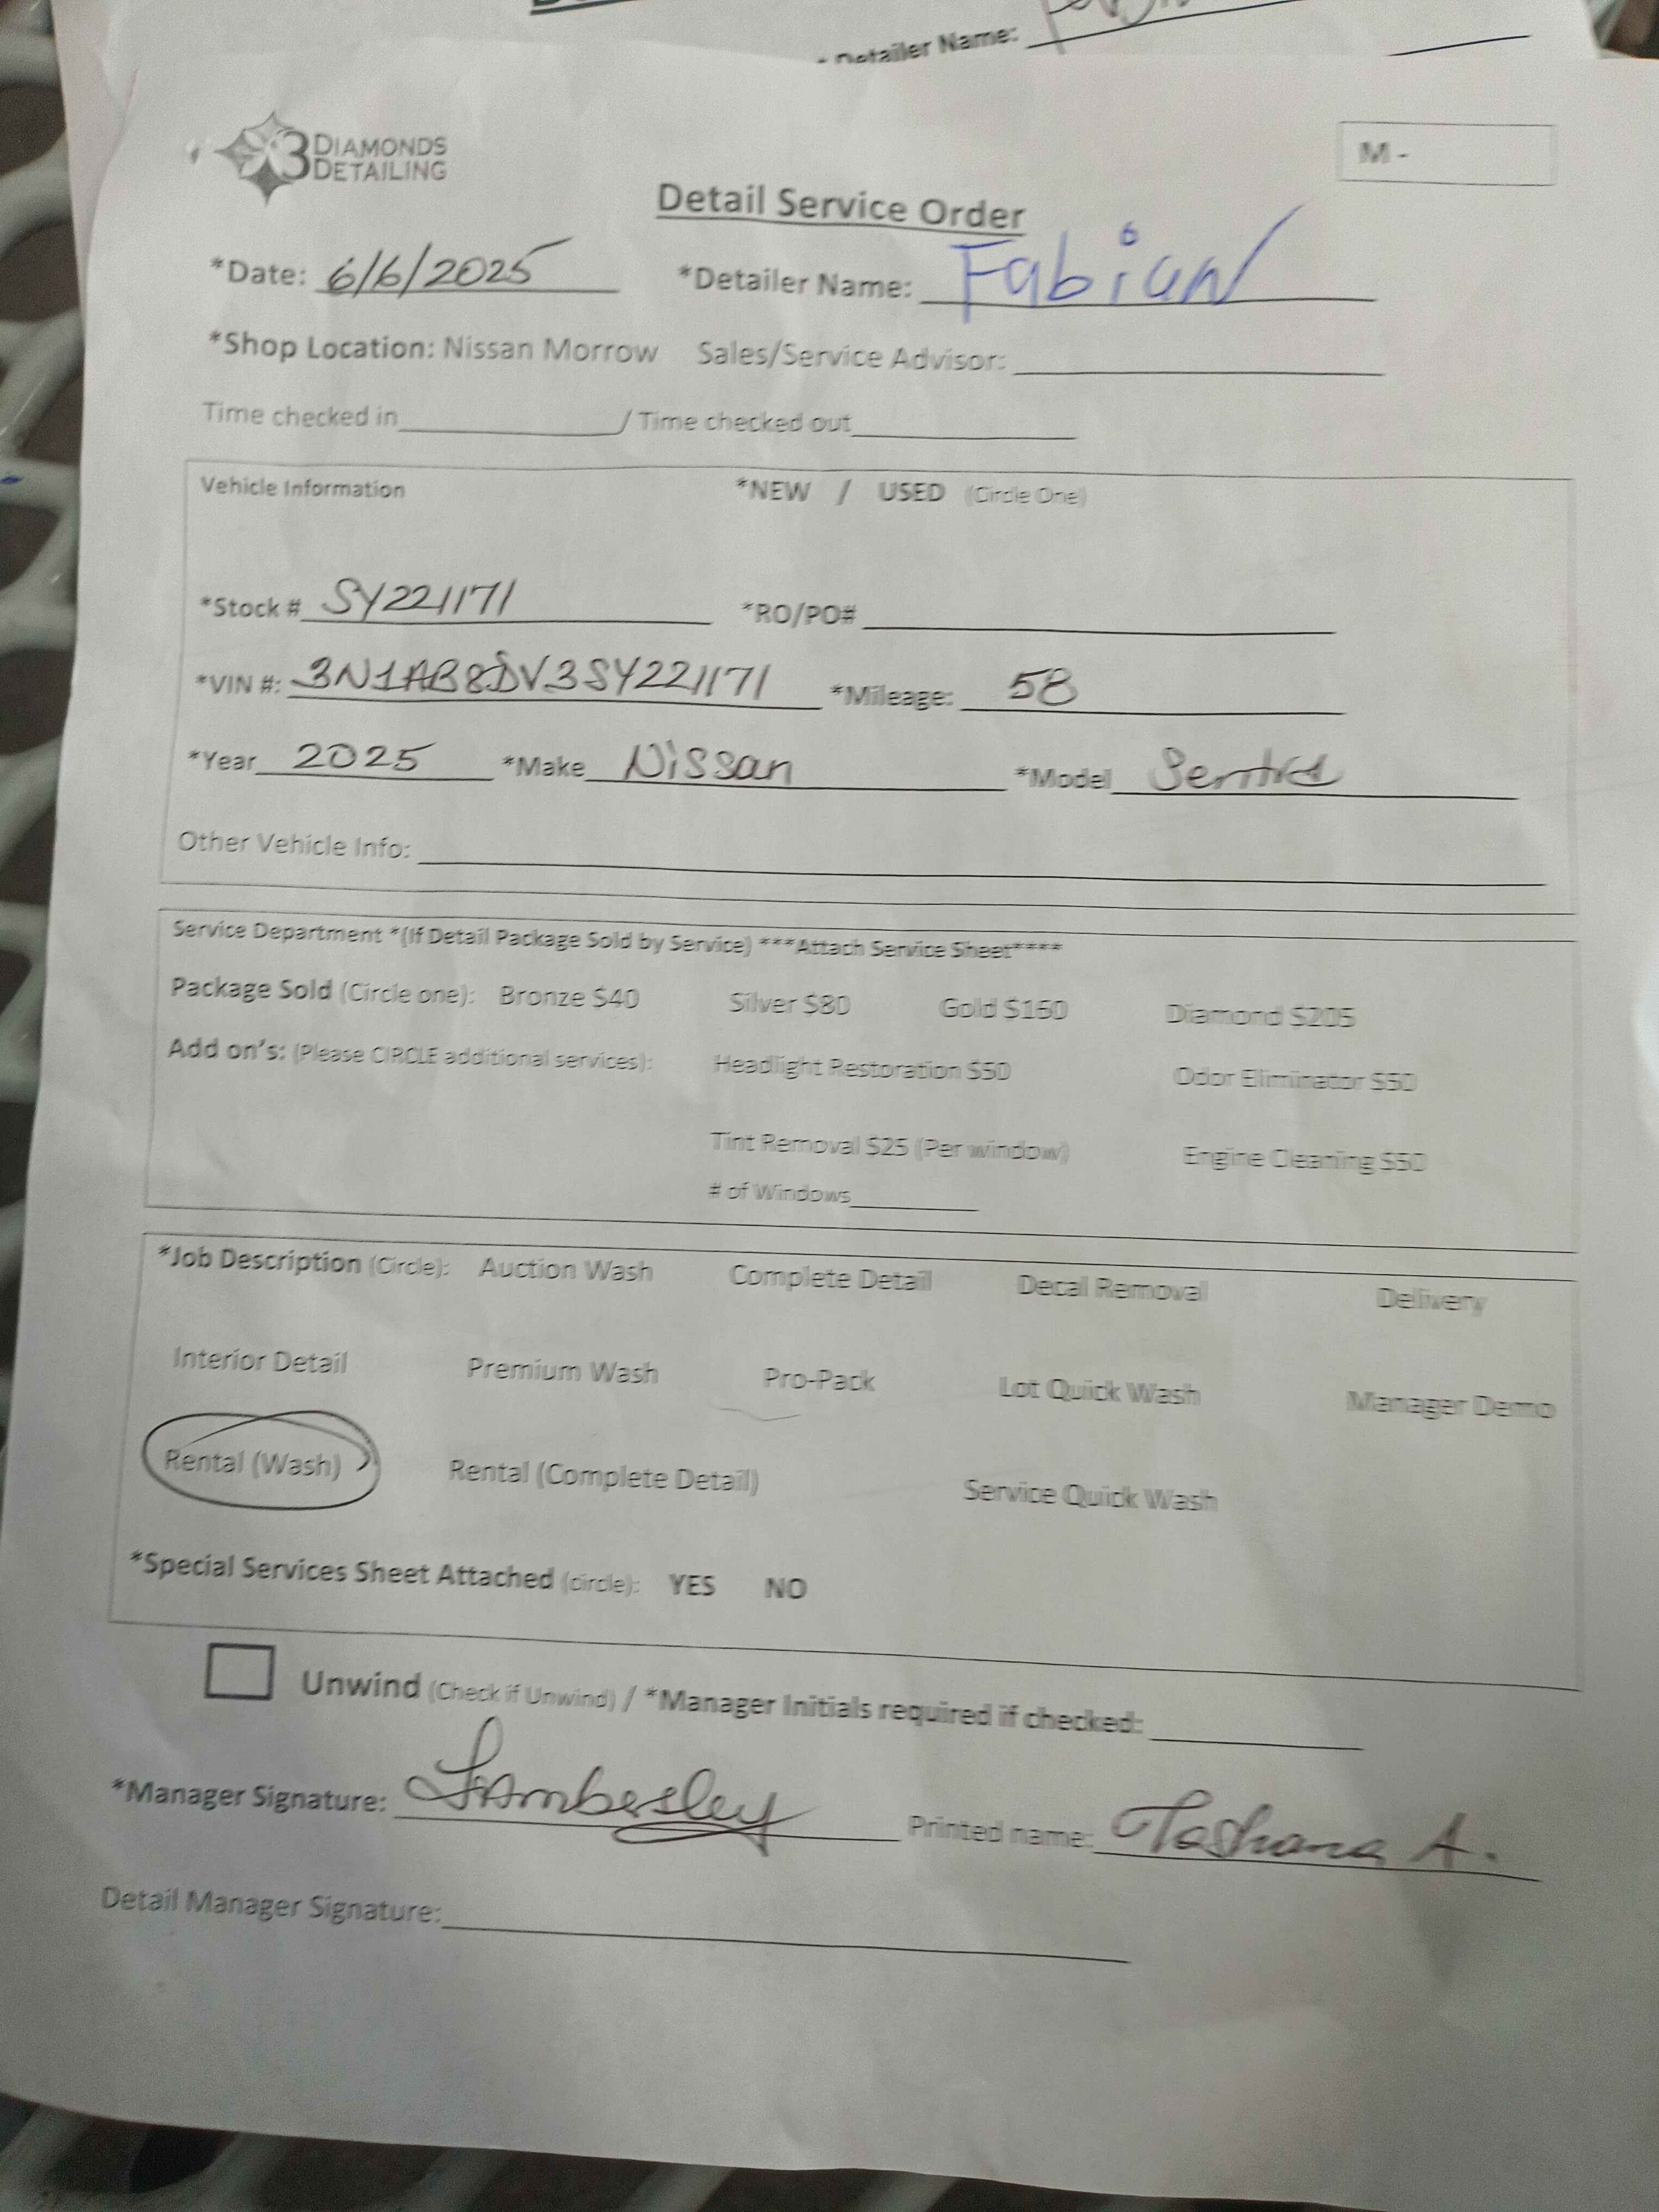 Detailer Name:
3 DIAMONDS
DETAILING
M -
Detail Service Order
*Date: 6/6/2025 *Detailer Name: Fabian
*Shop Location: Nissan Morrow Sales/Service Advisor:
Time checked in / Time checked out
Vehicle Information *NEW / USED (Circle One)
*Stock # SY221171 *RO/PO#
*VIN #: 3N1AB8DV3SY221171 *Mileage: 58
*Year 2025 *Make Nissan *Model Sentra
Other Vehicle Info:
Service Department *(If Detail Package Sold by Service) ***Attach Service Sheet****
Package Sold (Circle one): Bronze $40 Silver $80 Gold $160 Diamond $205
Add on's: (Please CIRCLE additional services): Headlight Restoration $50 Odor Eliminator $50
Tint Removal $25 (Per window) Engine Cleaning $50
# of Windows
*Job Description (Circle): Auction Wash Complete Detail Decal Removal Delivery
Interior Detail Premium Wash Pro-Pack Lot Quick Wash Manager Demo
Rental (Wash) Rental (Complete Detail) Service Quick Wash
*Special Services Sheet Attached (circle): YES NO
Unwind (Check if Unwind) / *Manager Initials required if checked:
*Manager Signature: Printed name: Tashana A.
Detail Manager Signature: